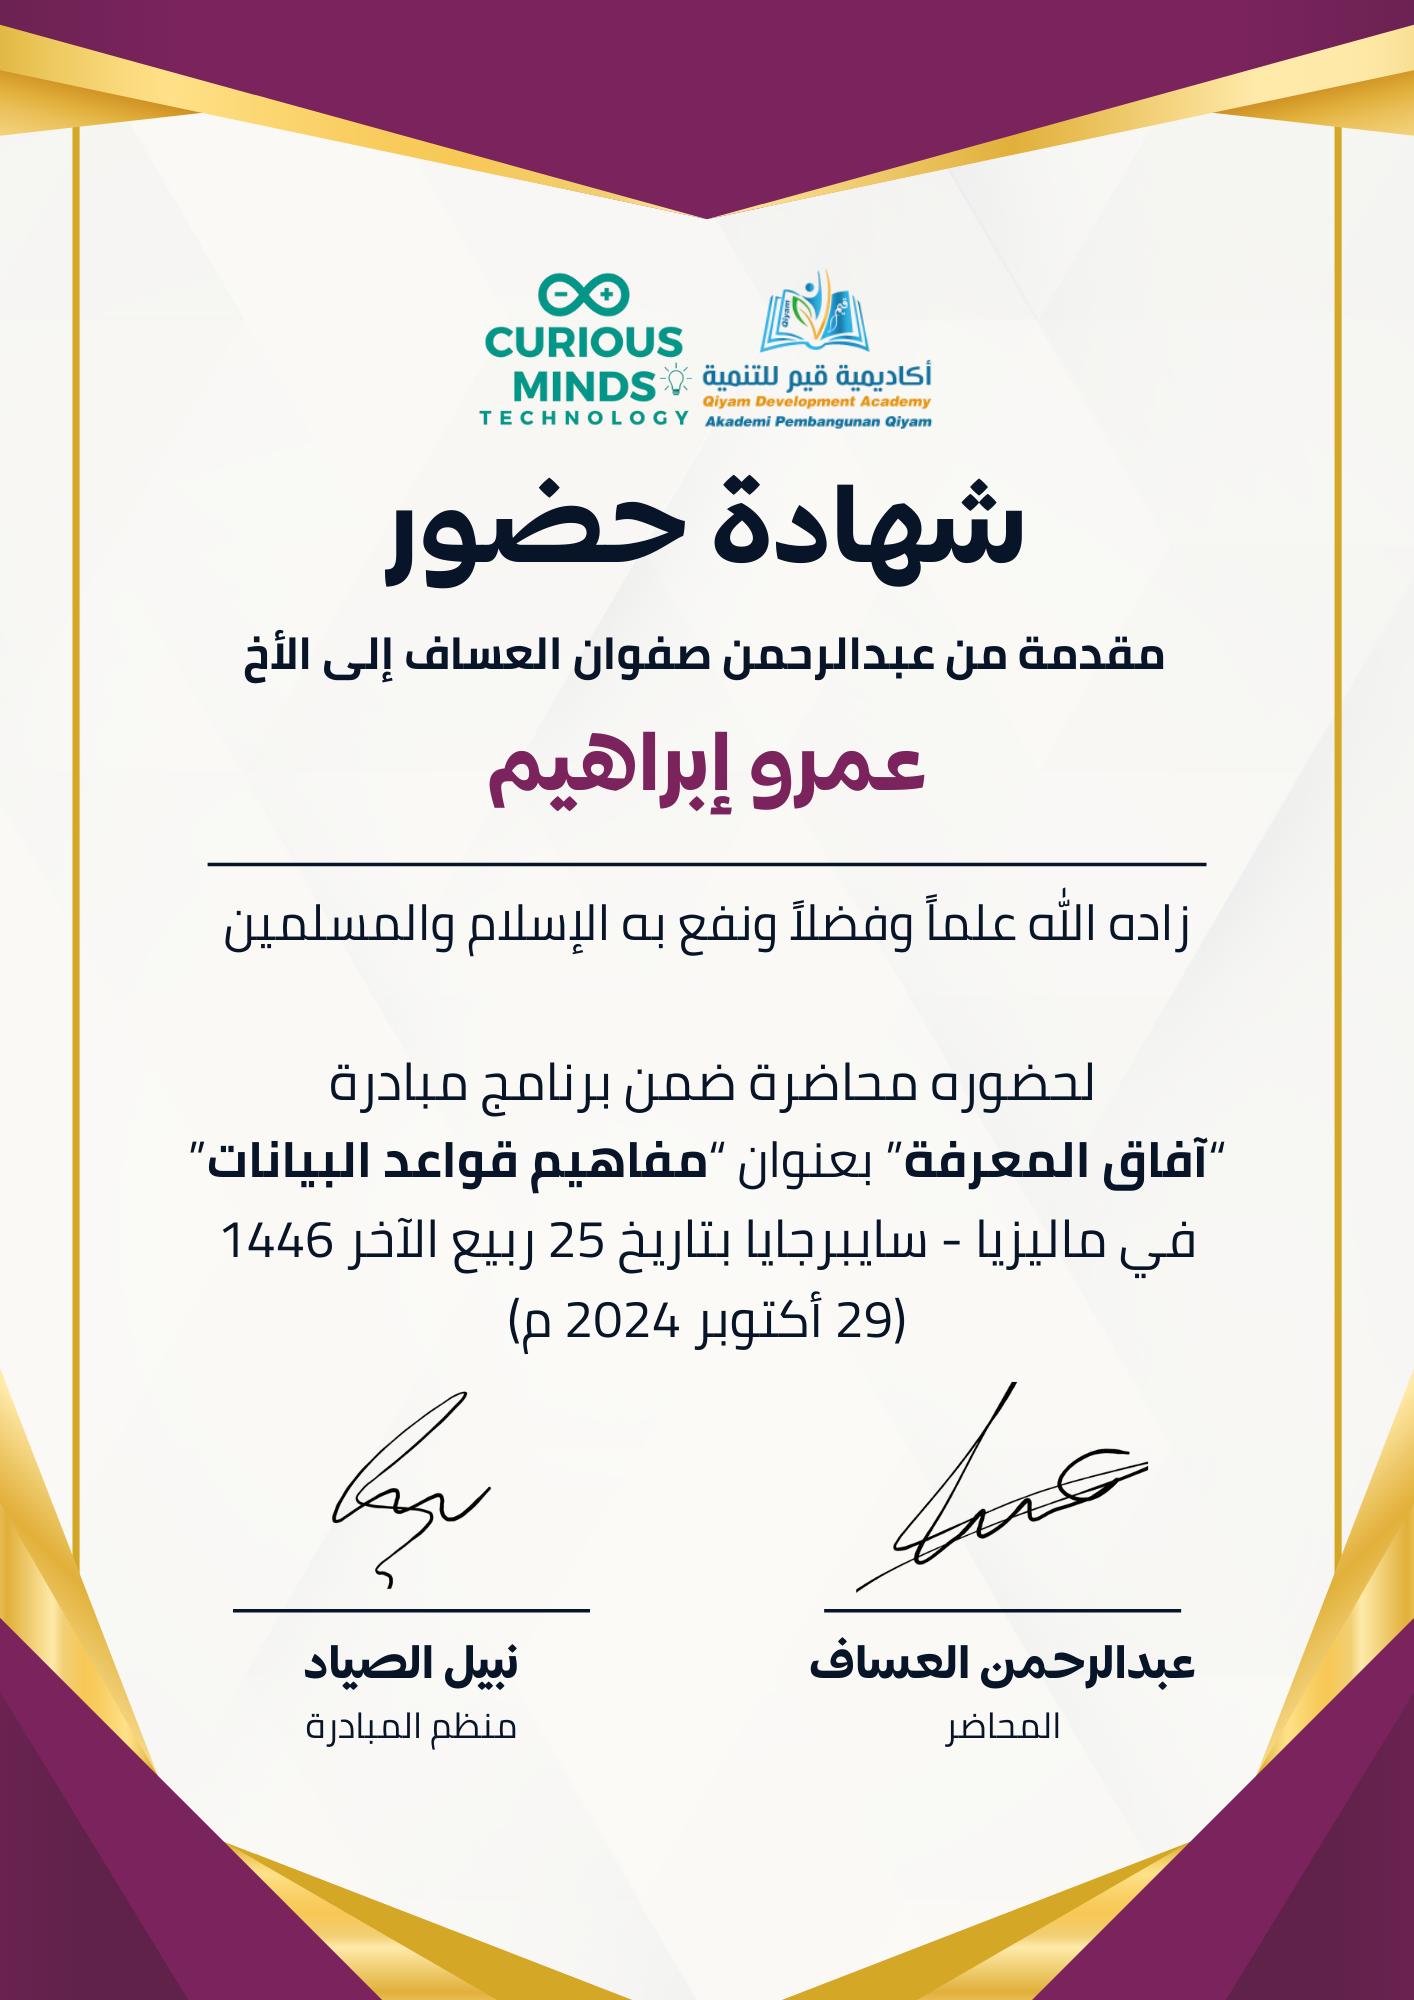 CURIOUS
MINDS
TECHNOLOGY
Qiyam
قيم
أكاديمية قيم للتنمية
Qiyam Development Academy
Akademi Pembangunan Qiyam
شهادة حضور
مقدمة من عبدالرحمن صفوان العساف إلى الأخ
عمرو إبراهيم
زاده الله علماً وفضلاً ونفع به الإسلام والمسلمين
لحضوره محاضرة ضمن برنامج مبادرة
“آفاق المعرفة” بعنوان “مفاهيم قواعد البيانات”
في ماليزيا - سايبرجايا بتاريخ 25 ربيع الآخر 1446
(29 أكتوبر 2024 م)
عبدالرحمن العساف
المحاضر
نبيل الصياد
منظم المبادرة